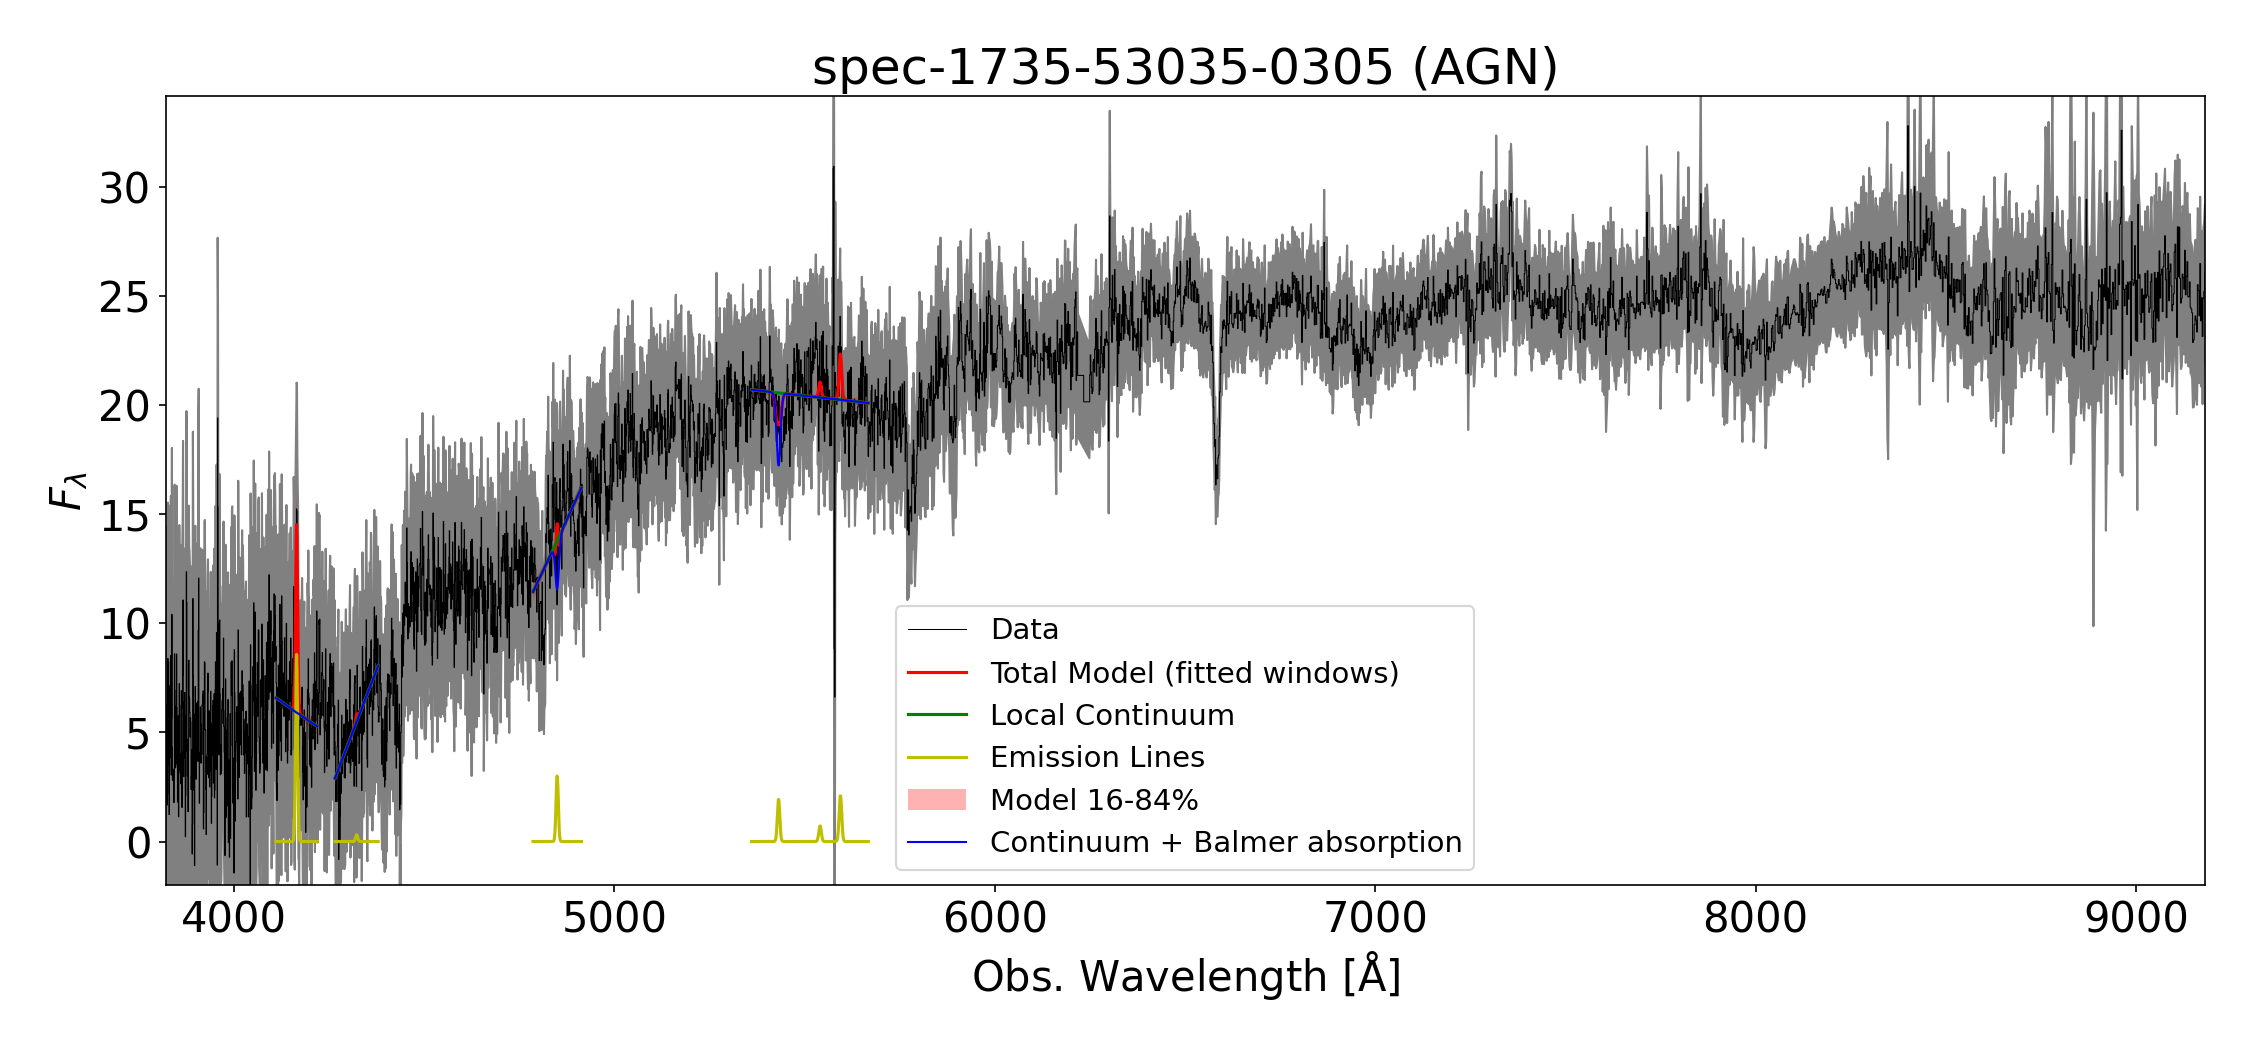 spec-1735-53035-0305 (AGN)
30
25
20
15
10
5
0
F_λ
Data
Total Model (fitted windows)
Local Continuum
Emission Lines
Model 16-84%
Continuum + Balmer absorption
4000 5000 6000 7000 8000 9000
Obs. Wavelength [Å]